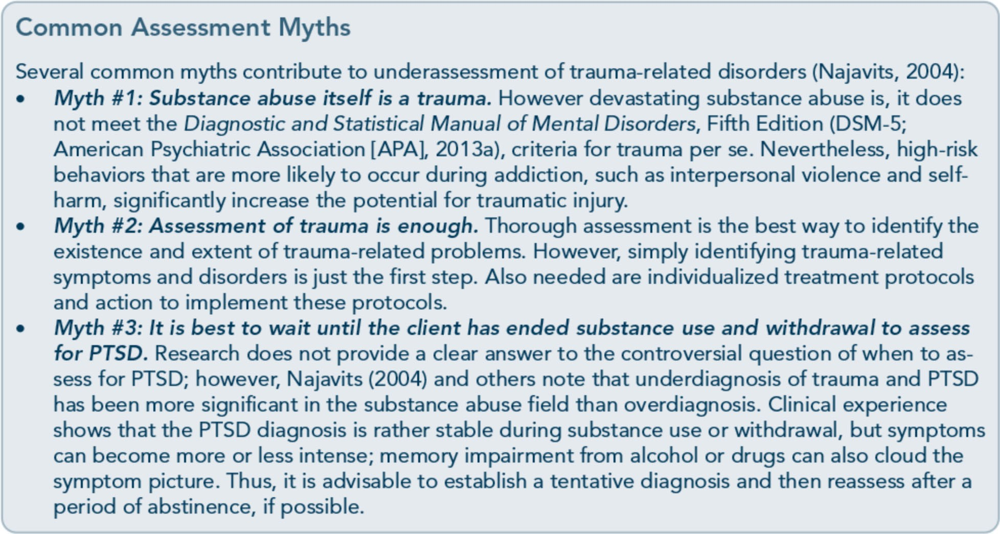 Common Assessment Myths
Several common myths contribute to underassessment of trauma-related disorders (Najavits, 2004):
• Myth #1: Substance abuse itself is a trauma. However devastating substance abuse is, it does
not meet the Diagnostic and Statistical Manual of Mental Disorders, Fifth Edition (DSM-5;
American Psychiatric Association [APA], 2013a), criteria for trauma per se. Nevertheless, high-risk
behaviors that are more likely to occur during addiction, such as interpersonal violence and self-
harm, significantly increase the potential for traumatic injury.
• Myth #2: Assessment of trauma is enough. Thorough assessment is the best way to identify the
existence and extent of trauma-related problems. However, simply identifying trauma-related
symptoms and disorders is just the first step. Also needed are individualized treatment protocols
and action to implement these protocols.
• Myth #3: It is best to wait until the client has ended substance use and withdrawal to assess
for PTSD. Research does not provide a clear answer to the controversial question of when to as-
sess for PTSD; however, Najavits (2004) and others note that underdiagnosis of trauma and PTSD
has been more significant in the substance abuse field than overdiagnosis. Clinical experience
shows that the PTSD diagnosis is rather stable during substance use or withdrawal, but symptoms
can become more or less intense; memory impairment from alcohol or drugs can also cloud the
symptom picture. Thus, it is advisable to establish a tentative diagnosis and then reassess after a
period of abstinence, if possible.